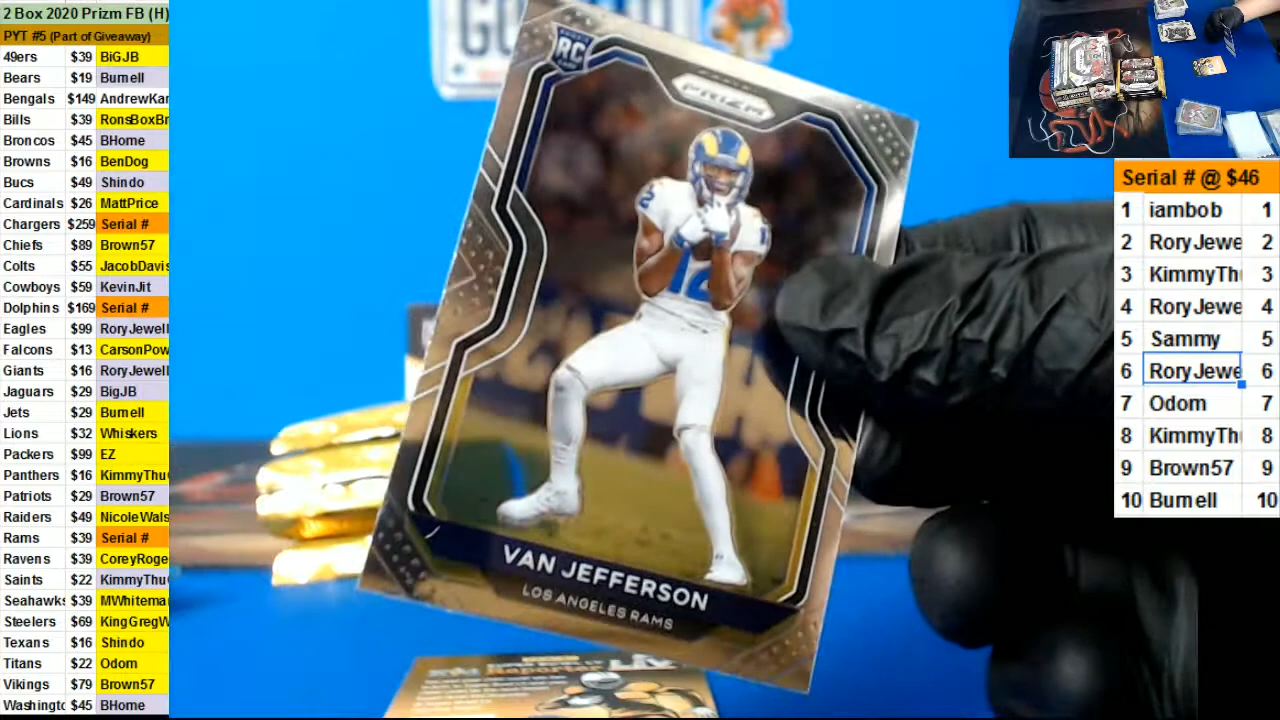 2 Box 2020 Prizm FB (H)
PYT #5 (Part of Giveaway)
49ers $39 BiGJB
Bears $19 Burnell
Bengals $149 AndrewKar
Bills $39 RonsBoxBr
Broncos $45 BHome
Browns $16 BenDog
Bucs $49 Shindo
Cardinals $26 MattPrice
Chargers $259 Serial #
Chiefs $89 Brown57
Colts $55 JacobDavis
Cowboys $59 KevinJit
Dolphins $169 Serial #
Eagles $99 RoryJewell
Falcons $13 CarsonPow
Giants $16 RoryJewell
Jaguars $29 BigJB
Jets $29 Burnell
Lions $32 Whiskers
Packers $99 EZ
Panthers $16 KimmyThu
Patriots $29 Brown57
Raiders $49 NicoleWals
Rams $39 Serial #
Ravens $39 CoreyRoge
Saints $22 KimmyThu
Seahawks $39 MWhitema
Steelers $69 KingGregW
Texans $16 Shindo
Titans $22 Odom
Vikings $79 Brown57
Washingto $45 BHome
RC
PRIZM
12
VAN JEFFERSON
LOS ANGELES RAMS
LIV
Serial # @ $46
1 iambob 1
2 RoryJewe 2
3 KimmyTh 3
4 RoryJewe 4
5 Sammy 5
6 RoryJewe 6
7 Odom 7
8 KimmyTh 8
9 Brown57 9
10 Burnell 10